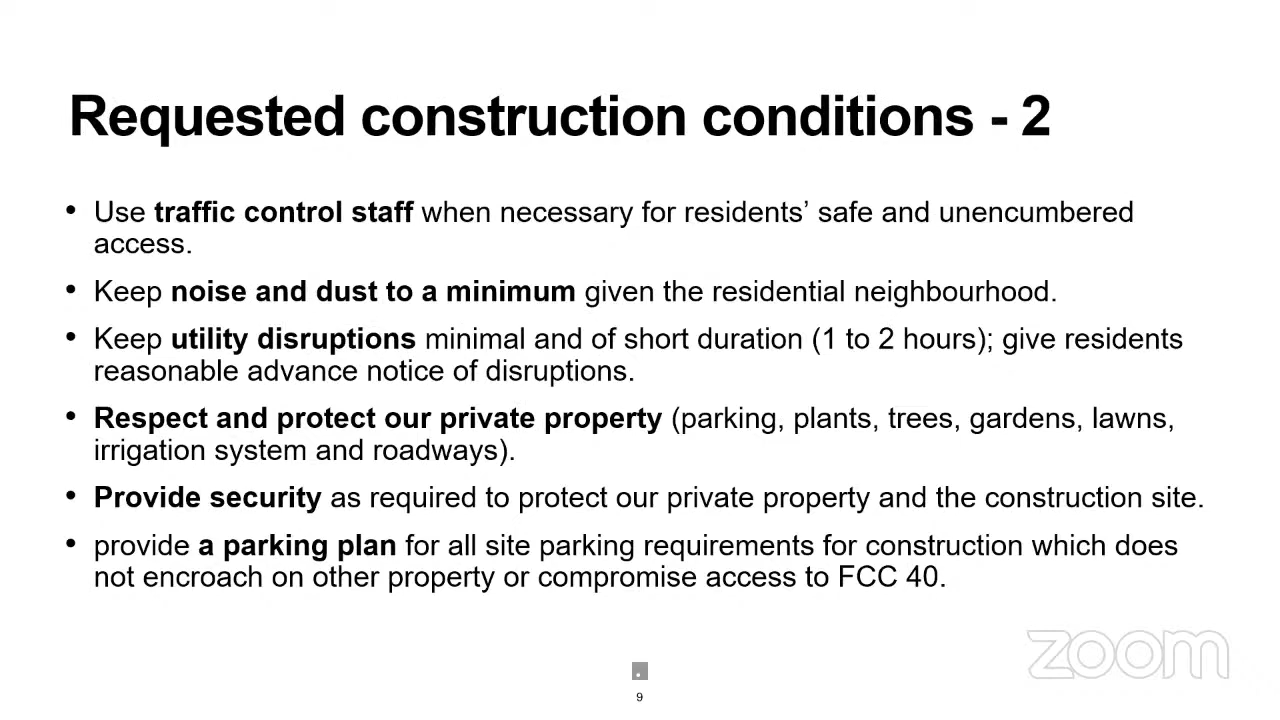 Requested construction conditions - 2
• Use traffic control staff when necessary for residents’ safe and unencumbered
access.
• Keep noise and dust to a minimum given the residential neighbourhood.
• Keep utility disruptions minimal and of short duration (1 to 2 hours); give residents
reasonable advance notice of disruptions.
• Respect and protect our private property (parking, plants, trees, gardens, lawns,
irrigation system and roadways).
• Provide security as required to protect our private property and the construction site.
• provide a parking plan for all site parking requirements for construction which does
not encroach on other property or compromise access to FCC 40.
zoom
.
9